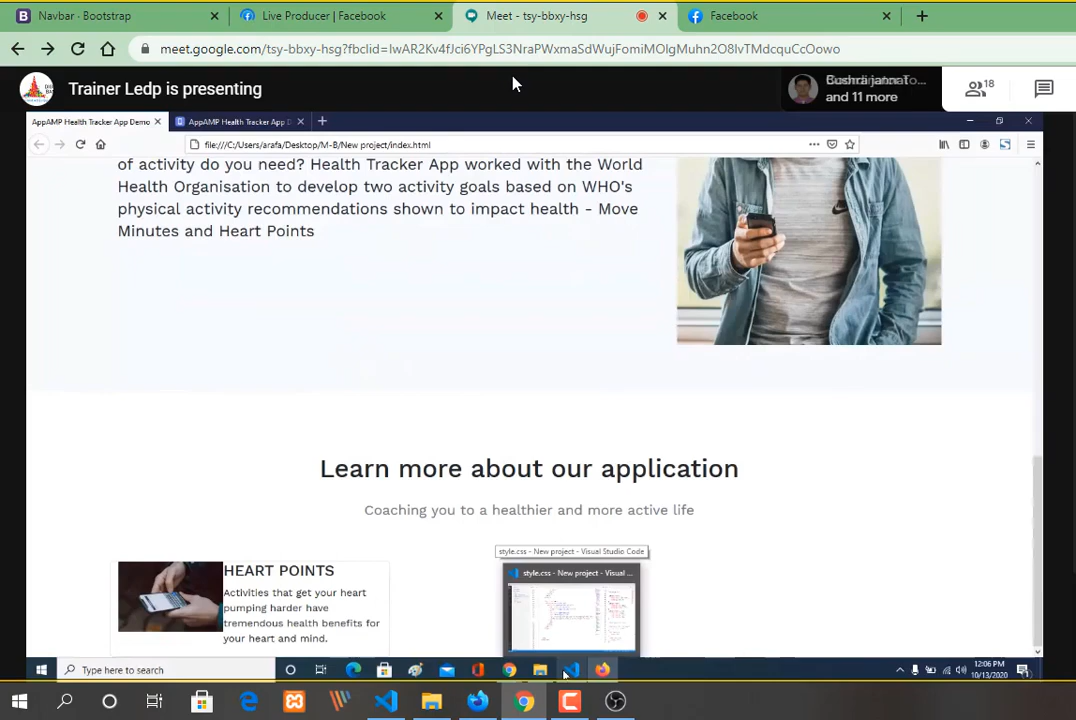 Navbar - Bootstrap
Live Producer | Facebook
Meet - tsy-bbxy-hsg
Facebook
meet.google.com/tsy-bbxy-hsg?fbclid=IwAR2Kv4fJci6YPgLS3NraPWxmaSdWujFomiMOlgMuhn2O8IvTMdcquCcOowo
Trainer Ledp is presenting
and 11 more
18
AppAMP Health Tracker App Demo
AppAMP Health Tracker App D
file:///C:/Users/arafa/Desktop/M-B/New project/index.html
of activity do you need? Health Tracker App worked with the World
Health Organisation to develop two activity goals based on WHO's
physical activity recommendations shown to impact health - Move
Minutes and Heart Points
Learn more about our application
Coaching you to a healthier and more active life
style.css - New project - Visual Studio Code
style.css - New project - Visual ...
HEART POINTS
Activities that get your heart
pumping harder have
tremendous health benefits for
your heart and mind.
Type here to search
12:06 PM
10/13/2020